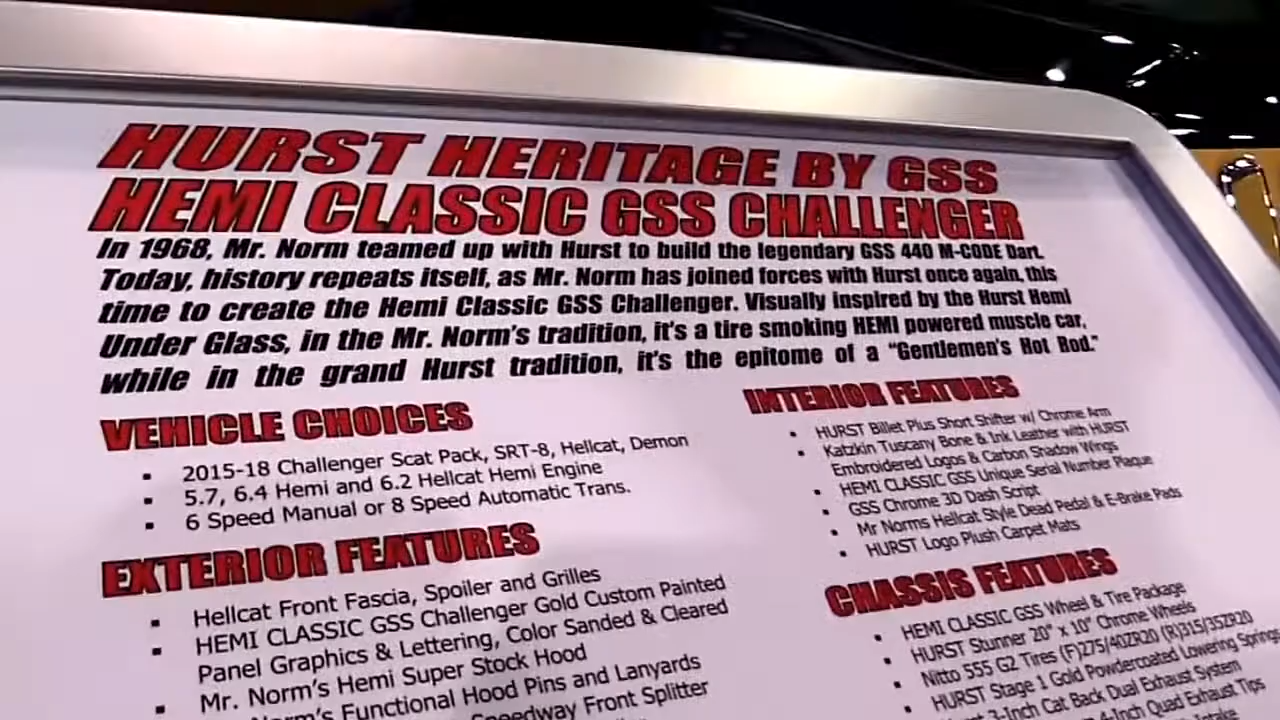 HURST HERITAGE BY GSS
HEMI CLASSIC GSS CHALLENGER
In 1968, Mr. Norm teamed up with Hurst to build the legendary GSS 440 M-CODE Dart.
Today, history repeats itself, as Mr. Norm has joined forces with Hurst once again, this
time to create the Hemi Classic GSS Challenger. Visually inspired by the Hurst Hemi
Under Glass, in the Mr. Norm's tradition, it's a tire smoking HEMI powered muscle car,
while in the grand Hurst tradition, it's the epitome of a "Gentlemen's Hot Rod."
VEHICLE CHOICES
▪ 2015-18 Challenger Scat Pack, SRT-8, Hellcat, Demon
▪ 5.7, 6.4 Hemi and 6.2 Hellcat Hemi Engine
▪ 6 Speed Manual or 8 Speed Automatic Trans.
EXTERIOR FEATURES
▪ Hellcat Front Fascia, Spoiler and Grilles
▪ HEMI CLASSIC GSS Challenger Gold Custom Painted
Panel Graphics & Lettering, Color Sanded & Cleared
▪ Mr. Norm's Hemi Super Stock Hood
Norm's Functional Hood Pins and Lanyards
Speedway Front Splitter
INTERIOR FEATURES
▪ HURST Billet Plus Short Shifter w/ Chrome Arm
▪ Katzkin Tuscany Bone & Ink Leather with HURST
Embroidered Logos & Carbon Shadow Wings
▪ HEMI CLASSIC GSS Unique Serial Number Plaque
▪ GSS Chrome 3D Dash Script
▪ Mr Norms Hellcat Style Dead Pedal & E-Brake Pads
▪ HURST Logo Plush Carpet Mats
CHASSIS FEATURES
▪ HEMI CLASSIC GSS Wheel & Tire Package
▪ HURST Stunner 20" x 10" Chrome Wheels
▪ Nitto 555 G2 Tires (F)275/40ZR20 (R)315/35ZR20
▪ HURST Stage 1 Gold Powdercoated Lowering Springs
3-Inch Cat Back Dual Exhaust System
Quad Exhaust Tips